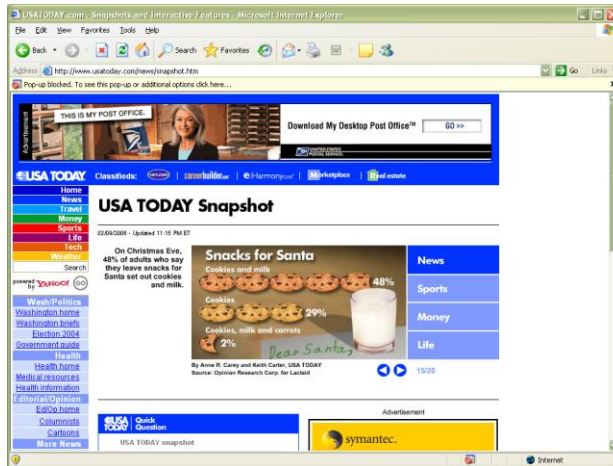 USATODAY.com - Snapshots and Interactive Features - Microsoft Internet Explorer
File Edit View Favorites Tools Help
Back Search Favorites
Address http://www.usatoday.com/news/snapshot.htm Go Links
Pop-up blocked. To see this pop-up or additional options click here...
Advertisement
THIS IS MY POST OFFICE.
Download My Desktop Post Office™ GO >>
UNITED STATES POSTAL SERVICE
USA TODAY Classifieds: cars.com | careerbuilder.com | eHarmony.com | Marketplace | Real estate
Home
News
Travel
Money
Sports
Life
Tech
Weather
Search
powered by YAHOO! GO
Wash/Politics
Washington home
Washington briefs
Election 2004
Government guide
Health
Health home
Medical resources
Health information
Editorial/Opinion
Ed/Op home
Columnists
Cartoons
More News
USA TODAY Snapshot
- Updated 11:15 PM ET
On Christmas Eve,
48% of adults who say
they leave snacks for
Santa set out cookies
and milk.
Snacks for Santa
Cookies and milk
48%
Cookies
29%
Cookies, milk and carrots
2%
Dear Santa,
By Anne R. Carey and Keith Carter, USA TODAY
Source: Opinion Research Corp. for Lactaid
News
Sports
Money
Life
15/28
USA TODAY Quick Question
USA TODAY snapshot
Advertisement
symantec.
Internet